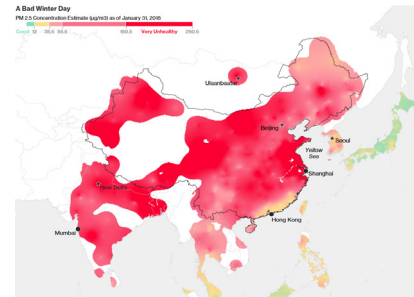 A Bad Winter Day
PM 2.5 Concentration Estimate (µg/m3) as of January 31, 2018
Good 12 35.5 55.5 150.5 Very Unhealthy 250.5
Ulaanbaatar
Beijing
Seoul
Yellow
Sea
Shanghai
New Delhi
Mumbai
Hong Kong